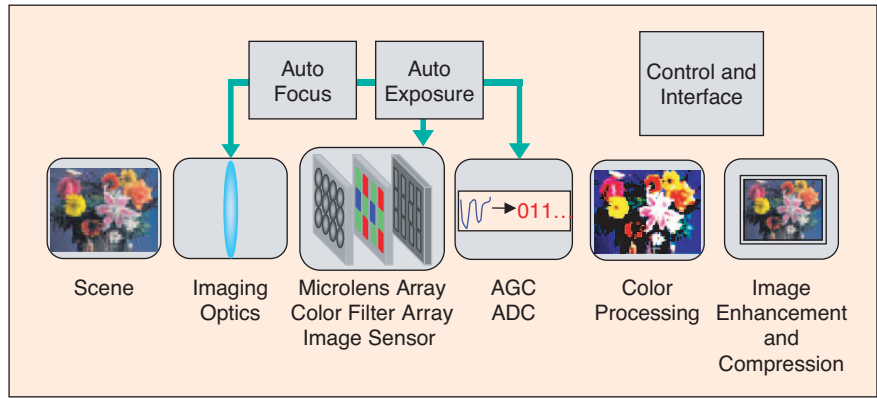 Auto
Focus
Auto
Exposure
Control and
Interface
011...
Scene
Imaging
Optics
Microlens Array
Color Filter Array
Image Sensor
AGC
ADC
Color
Processing
Image
Enhancement
and
Compression